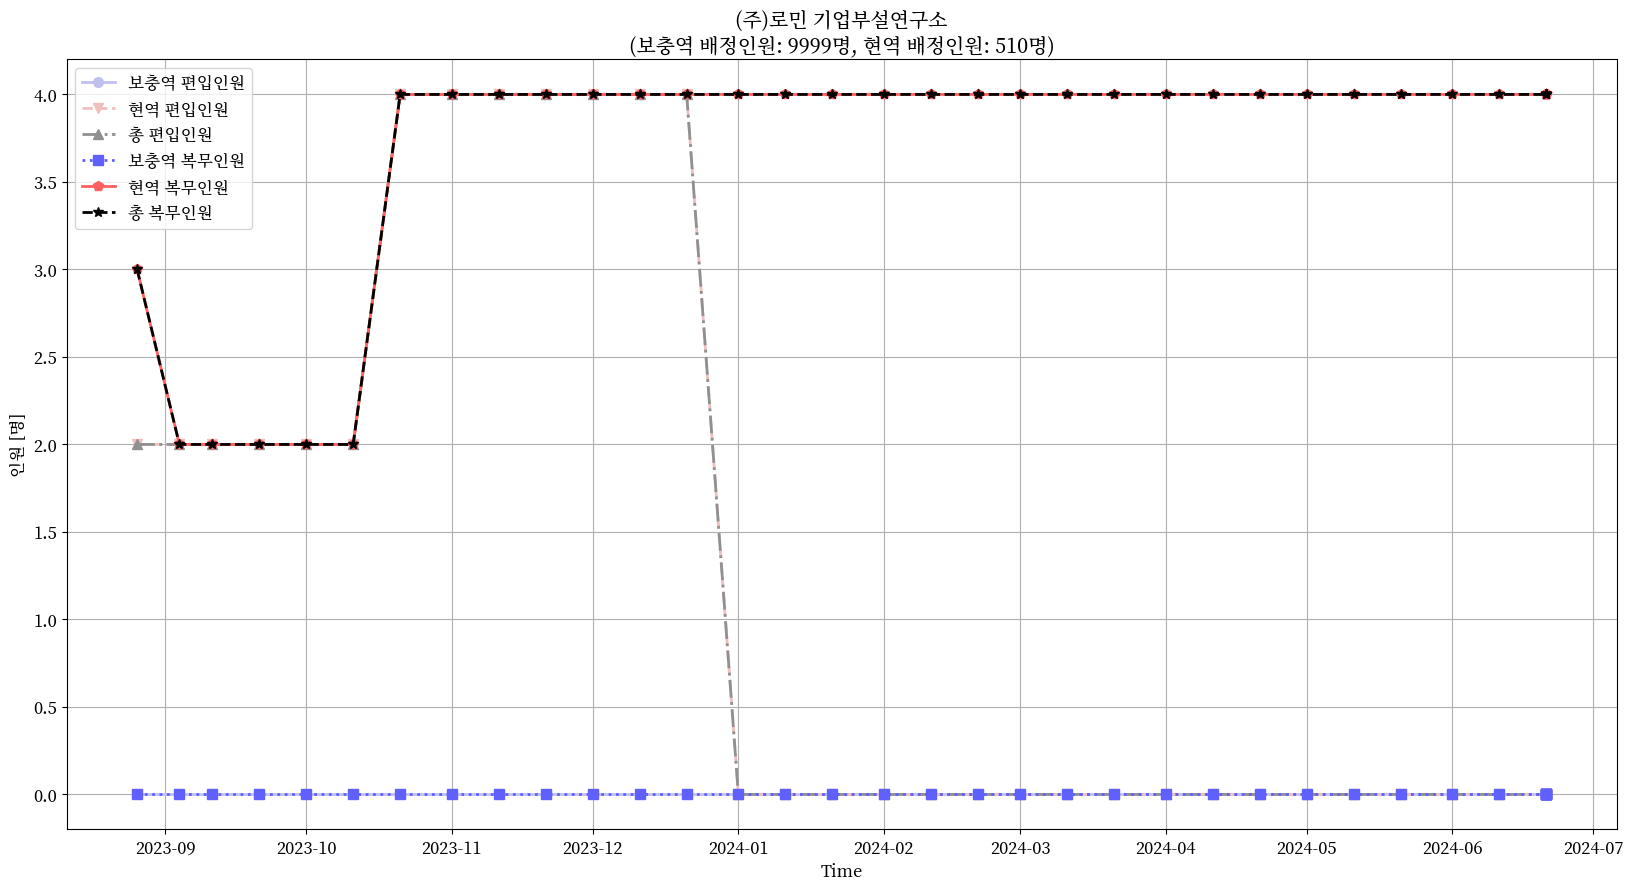 (주)로민 기업부설연구소
(보충역 배정인원: 9999명, 현역 배정인원: 510명)
보충역 편입인원
현역 편입인원
총 편입인원
보충역 복무인원
현역 복무인원
총 복무인원
4.0
3.5
3.0
2.5
2.0
1.5
1.0
0.5
0.0
인원 [명]
2023-09 2023-10 2023-11 2023-12 2024-01 2024-02 2024-03 2024-04 2024-05 2024-06 2024-07
Time